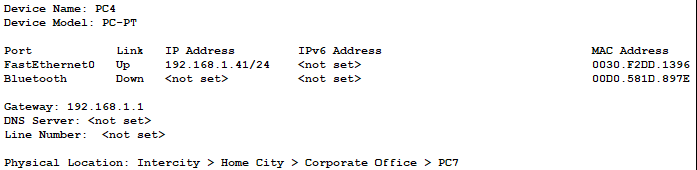 Device Name: PC4
Device Model: PC-PT
Port Link IP Address IPv6 Address MAC Address
FastEthernet0 Up 192.168.1.41/24 <not set> 0030.F2DD.1396
Bluetooth Down <not set> <not set> 00D0.581D.897E
Gateway: 192.168.1.1
DNS Server: <not set>
Line Number: <not set>
Physical Location: Intercity > Home City > Corporate Office > PC7